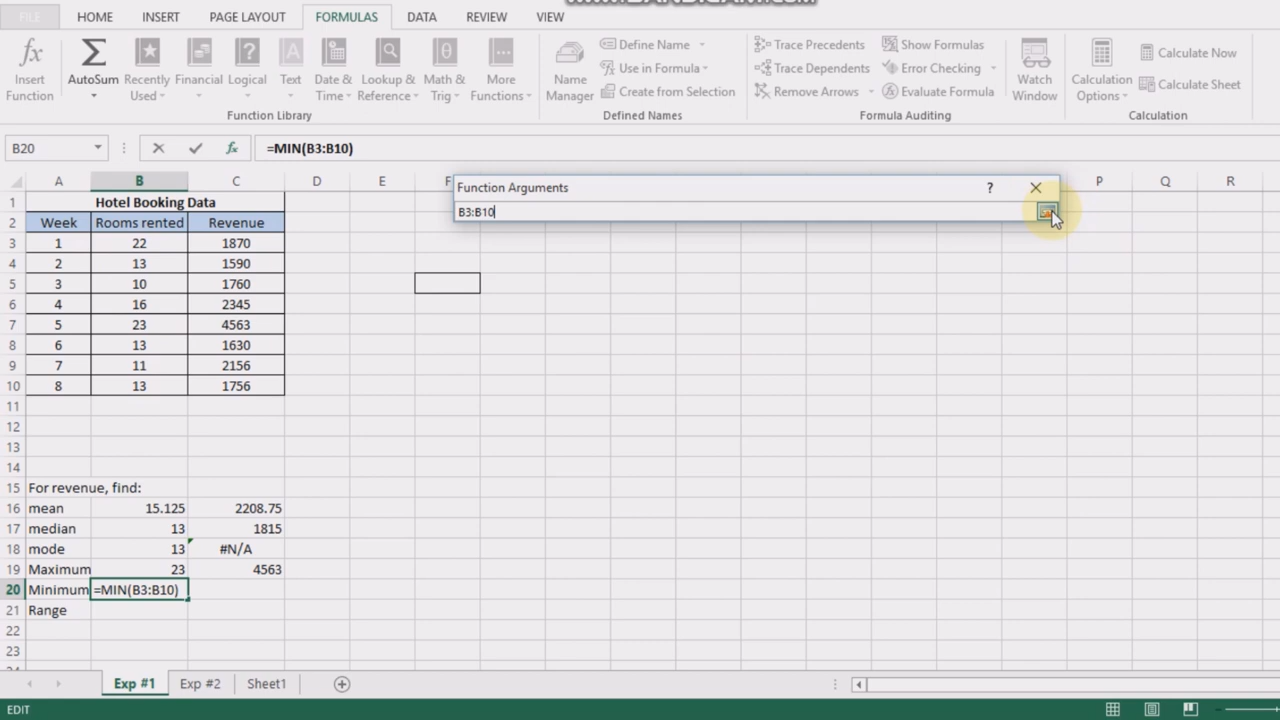 FILE HOME INSERT PAGE LAYOUT FORMULAS DATA REVIEW VIEW
Insert Function
AutoSum
Recently Used
Financial
Logical
Text
Date & Time
Lookup & Reference
Math & Trig
More Functions
Function Library
Name Manager
Define Name
Use in Formula
Create from Selection
Defined Names
Trace Precedents
Trace Dependents
Remove Arrows
Show Formulas
Error Checking
Evaluate Formula
Formula Auditing
Watch Window
Calculation Options
Calculate Now
Calculate Sheet
Calculation
B20 fx =MIN(B3:B10)
Function Arguments ?
B3:B10
A B C D E F P Q R
1 Hotel Booking Data
2 Week Rooms rented Revenue
3 1 22 1870
4 2 13 1590
5 3 10 1760
6 4 16 2345
7 5 23 4563
8 6 13 1630
9 7 11 2156
10 8 13 1756
11
12
13
14
15 For revenue, find:
16 mean 15.125 2208.75
17 median 13 1815
18 mode 13 #N/A
19 Maximum 23 4563
20 Minimum =MIN(B3:B10)
21 Range
22
23
Exp #1 Exp #2 Sheet1
EDIT